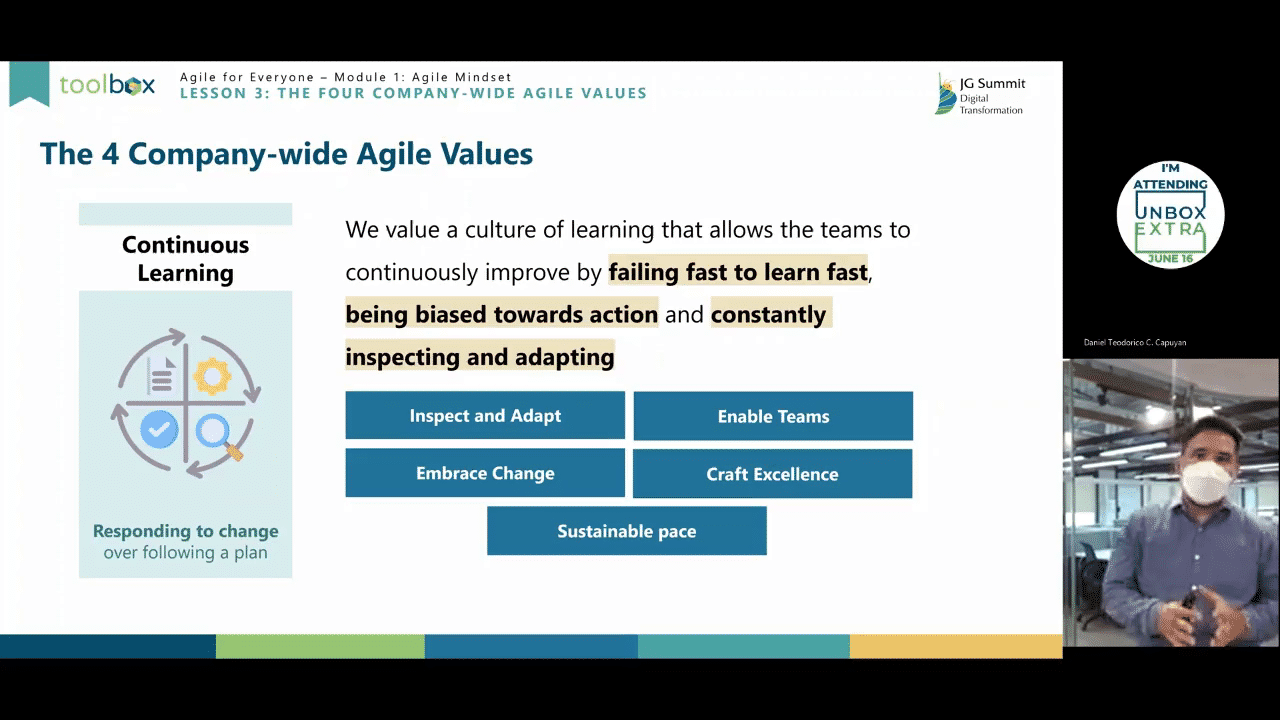 toolbox
Agile for Everyone – Module 1: Agile Mindset
LESSON 3: THE FOUR COMPANY-WIDE AGILE VALUES
JG Summit
Digital
Transformation
The 4 Company-wide Agile Values
Continuous
Learning
Responding to change
over following a plan
We value a culture of learning that allows the teams to
continuously improve by failing fast to learn fast,
being biased towards action and constantly
inspecting and adapting
Inspect and Adapt
Enable Teams
Embrace Change
Craft Excellence
Sustainable pace
I'M
ATTENDING
UNBOX
EXTRA
JUNE 16
Daniel Teodorico C. Capuyan